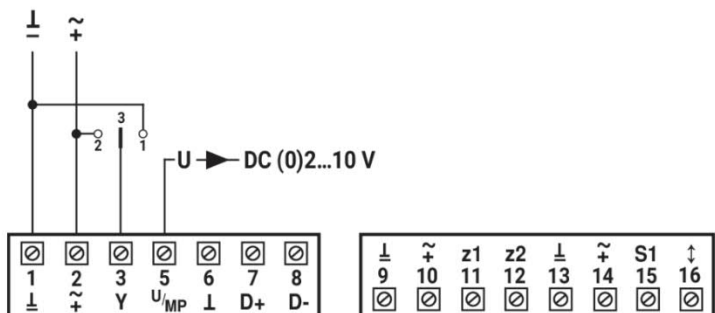 ⊥ ~
– +
3
2 1
U DC (0)2...10 V
1 2 3 5 6 7 8
⊥ ~ Y U/MP ⊥ D+ D-
– +
⊥ ~ z1 z2 ⊥ ~ S1 ↕
– + – +
9 10 11 12 13 14 15 16